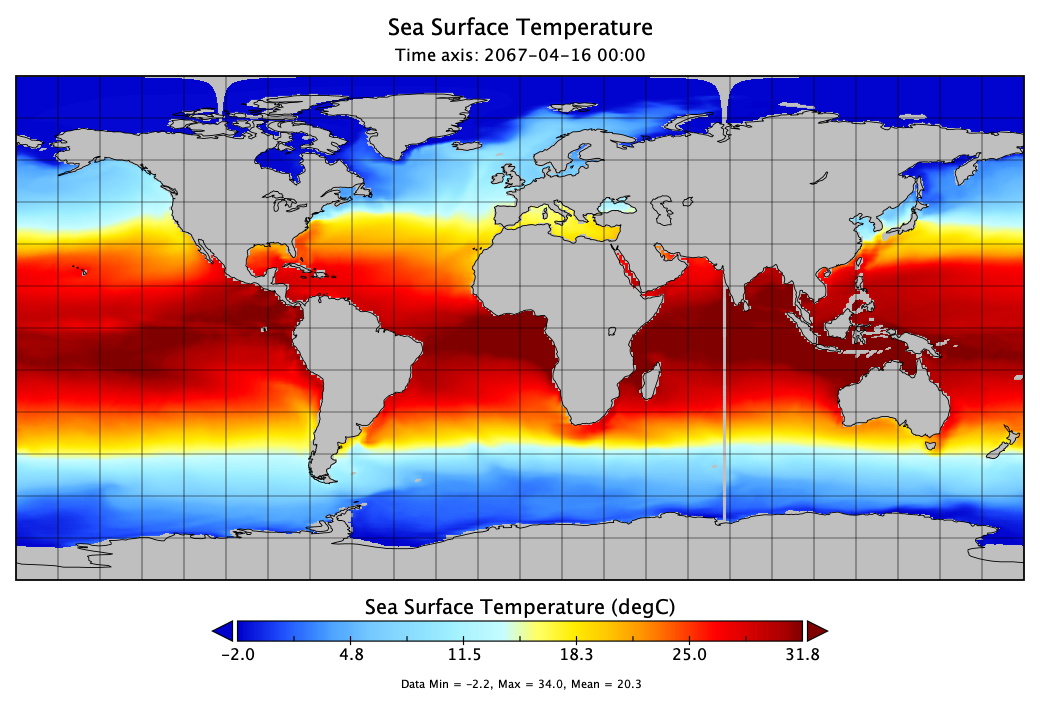 Sea Surface Temperature
Time axis: 2067-04-16 00:00
Sea Surface Temperature (degC)
-2.0 4.8 11.5 18.3 25.0 31.8
Data Min = -2.2, Max = 34.0, Mean = 20.3